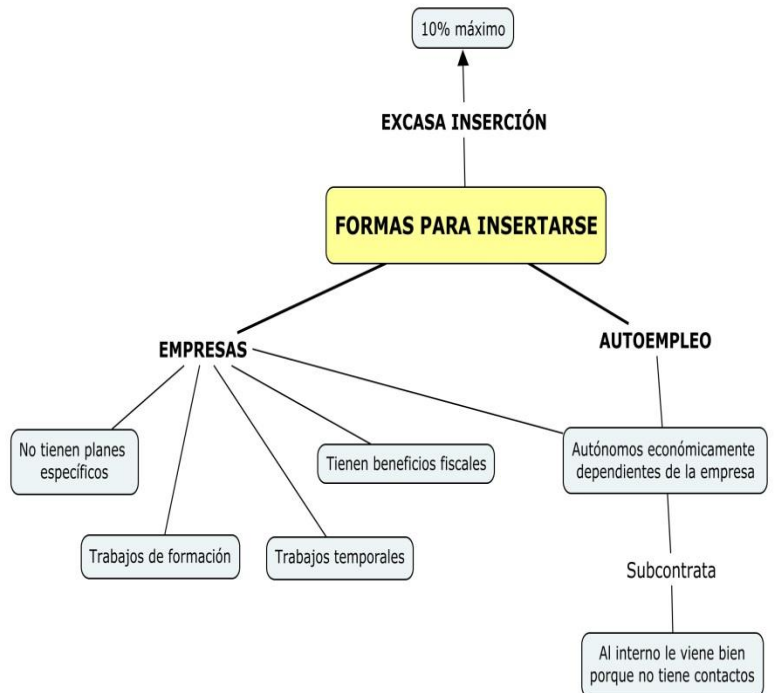 10% máximo
EXCASA INSERCIÓN
FORMAS PARA INSERTARSE
EMPRESAS
AUTOEMPLEO
No tienen planes
específicos
Tienen beneficios fiscales
Autónomos económicamente
dependientes de la empresa
Trabajos de formación
Trabajos temporales
Subcontrata
Al interno le viene bien
porque no tiene contactos